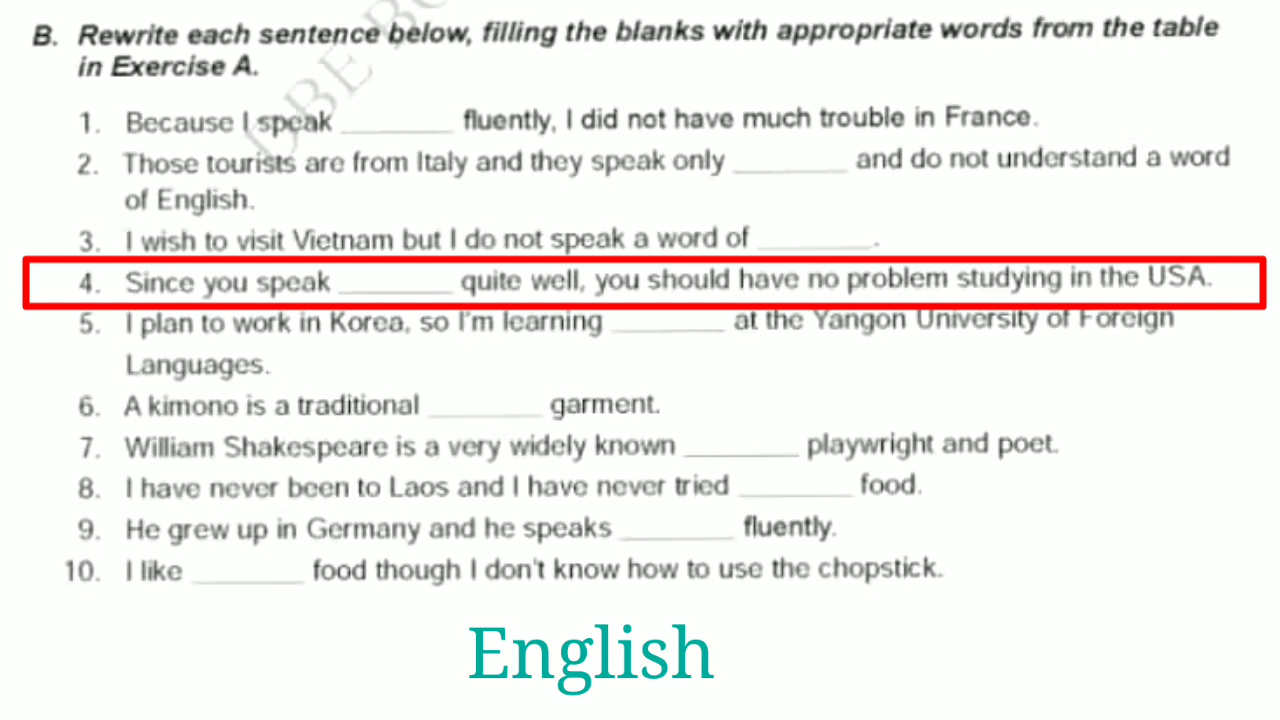 B. Rewrite each sentence below, filling the blanks with appropriate words from the table
in Exercise A.
1. Because I speak ________ fluently, I did not have much trouble in France.
2. Those tourists are from Italy and they speak only ________ and do not understand a word
of English.
3. I wish to visit Vietnam but I do not speak a word of ________.
4. Since you speak ________ quite well, you should have no problem studying in the USA.
5. I plan to work in Korea, so I'm learning ________ at the Yangon University of Foreign
Languages.
6. A kimono is a traditional ________ garment.
7. William Shakespeare is a very widely known ________ playwright and poet.
8. I have never been to Laos and I have never tried ________ food.
9. He grew up in Germany and he speaks ________ fluently.
10. I like ________ food though I don't know how to use the chopstick.
English